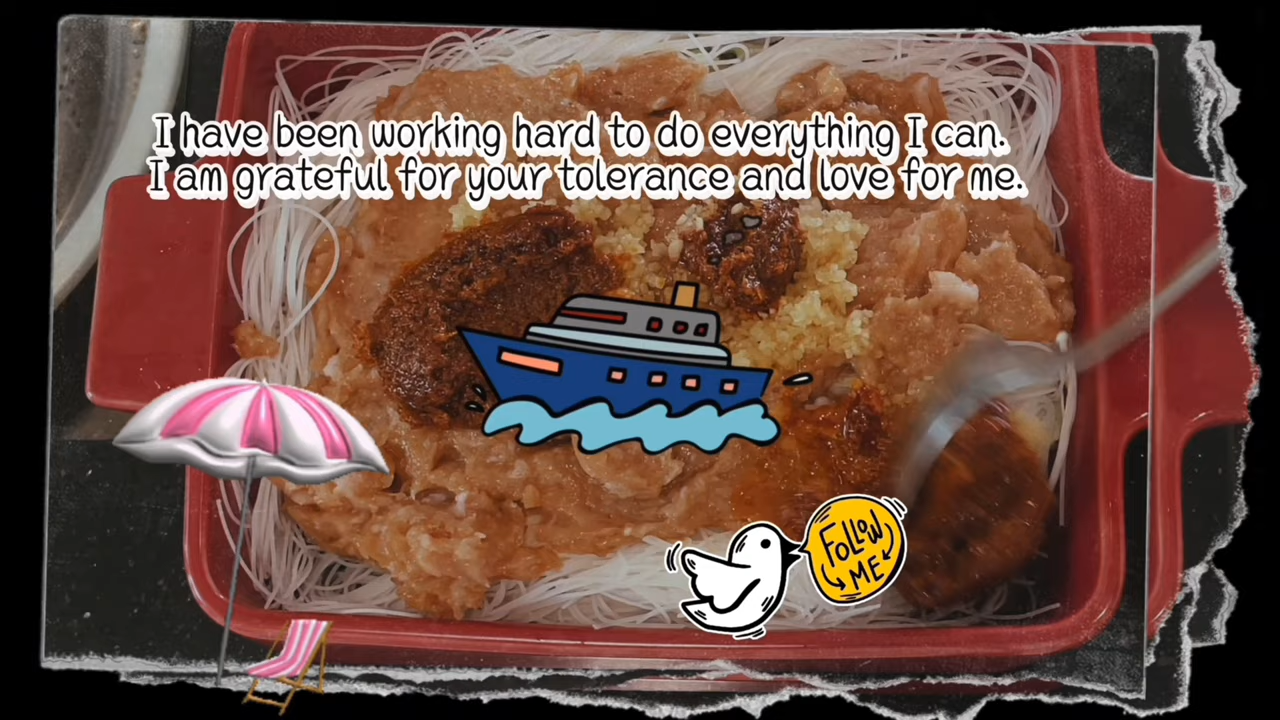 I have been working hard to do everything I can.
I am grateful for your tolerance and love for me.
FOLLOW
ME